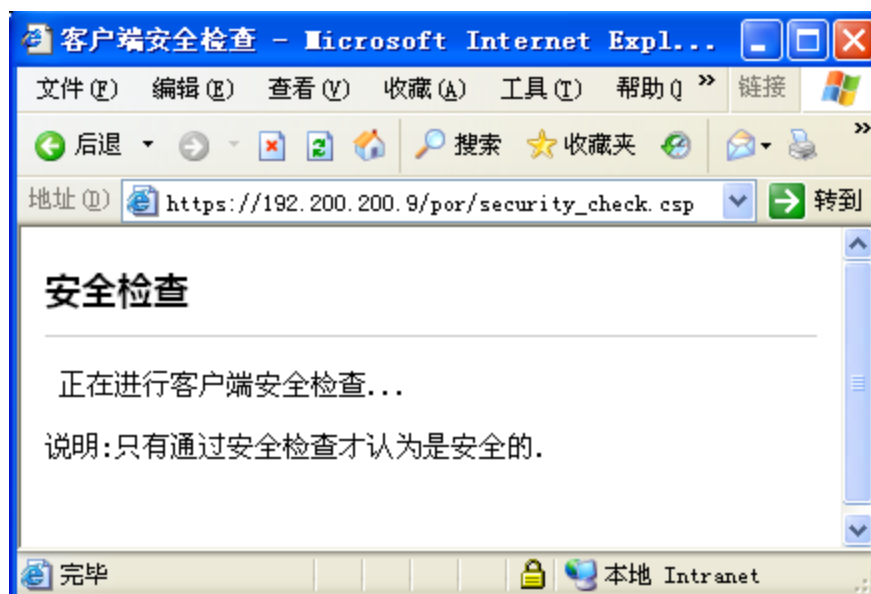 客户端安全检查 - Microsoft Internet Expl...
文件(F) 编辑(E) 查看(V) 收藏(A) 工具(T) 帮助( » 链接
后退 搜索 收藏夹 »
地址(D) https://192.200.200.9/por/security_check.csp 转到
安全检查
正在进行客户端安全检查...
说明:只有通过安全检查才认为是安全的.
完毕 本地 Intranet